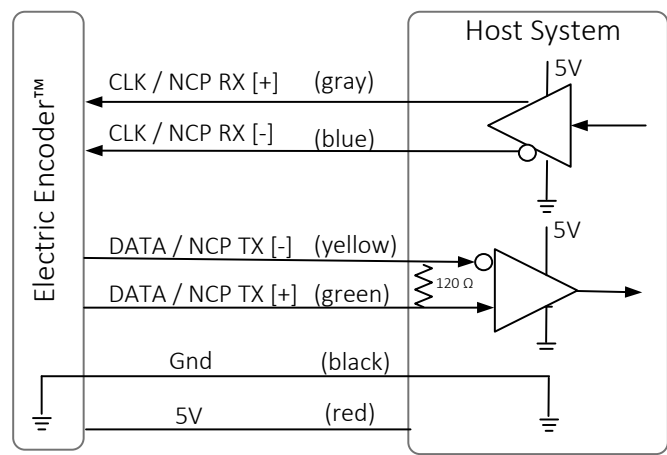 Host System
5V
CLK / NCP RX [+] (gray)
CLK / NCP RX [-] (blue)
Electric Encoder™
5V
DATA / NCP TX [-] (yellow)
120 Ω
DATA / NCP TX [+] (green)
Gnd (black)
5V (red)